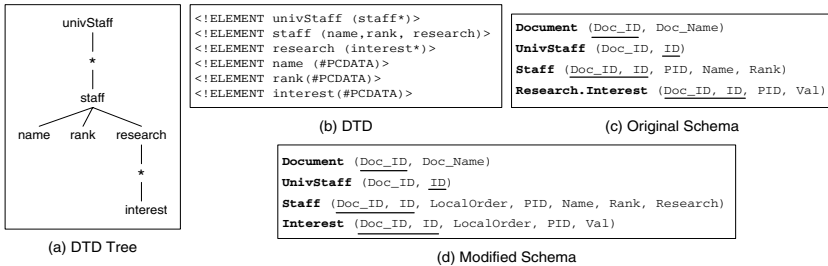 univStaff
*
staff
name rank research
*
interest
(a) DTD Tree
<!ELEMENT univStaff (staff*)>
<!ELEMENT staff (name,rank, research)>
<!ELEMENT research (interest*)>
<!ELEMENT name (#PCDATA)>
<!ELEMENT rank(#PCDATA)>
<!ELEMENT interest(#PCDATA)>
(b) DTD
Document (Doc_ID, Doc_Name)
UnivStaff (Doc_ID, ID)
Staff (Doc_ID, ID, PID, Name, Rank)
Research.Interest (Doc_ID, ID, PID, Val)
(c) Original Schema
Document (Doc_ID, Doc_Name)
UnivStaff (Doc_ID, ID)
Staff (Doc_ID, ID, LocalOrder, PID, Name, Rank, Research)
Interest (Doc_ID, ID, LocalOrder, PID, Val)
(d) Modified Schema